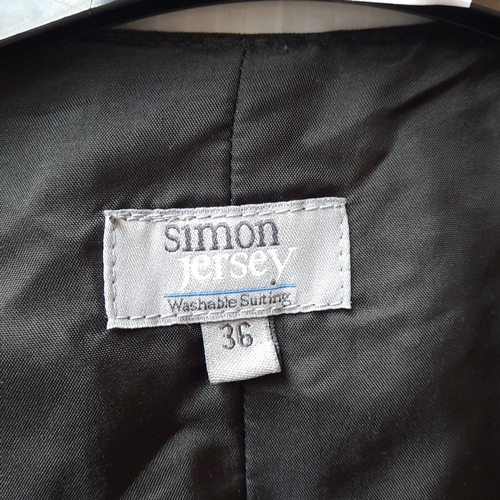 simon
jersey
Washable Suiting
36